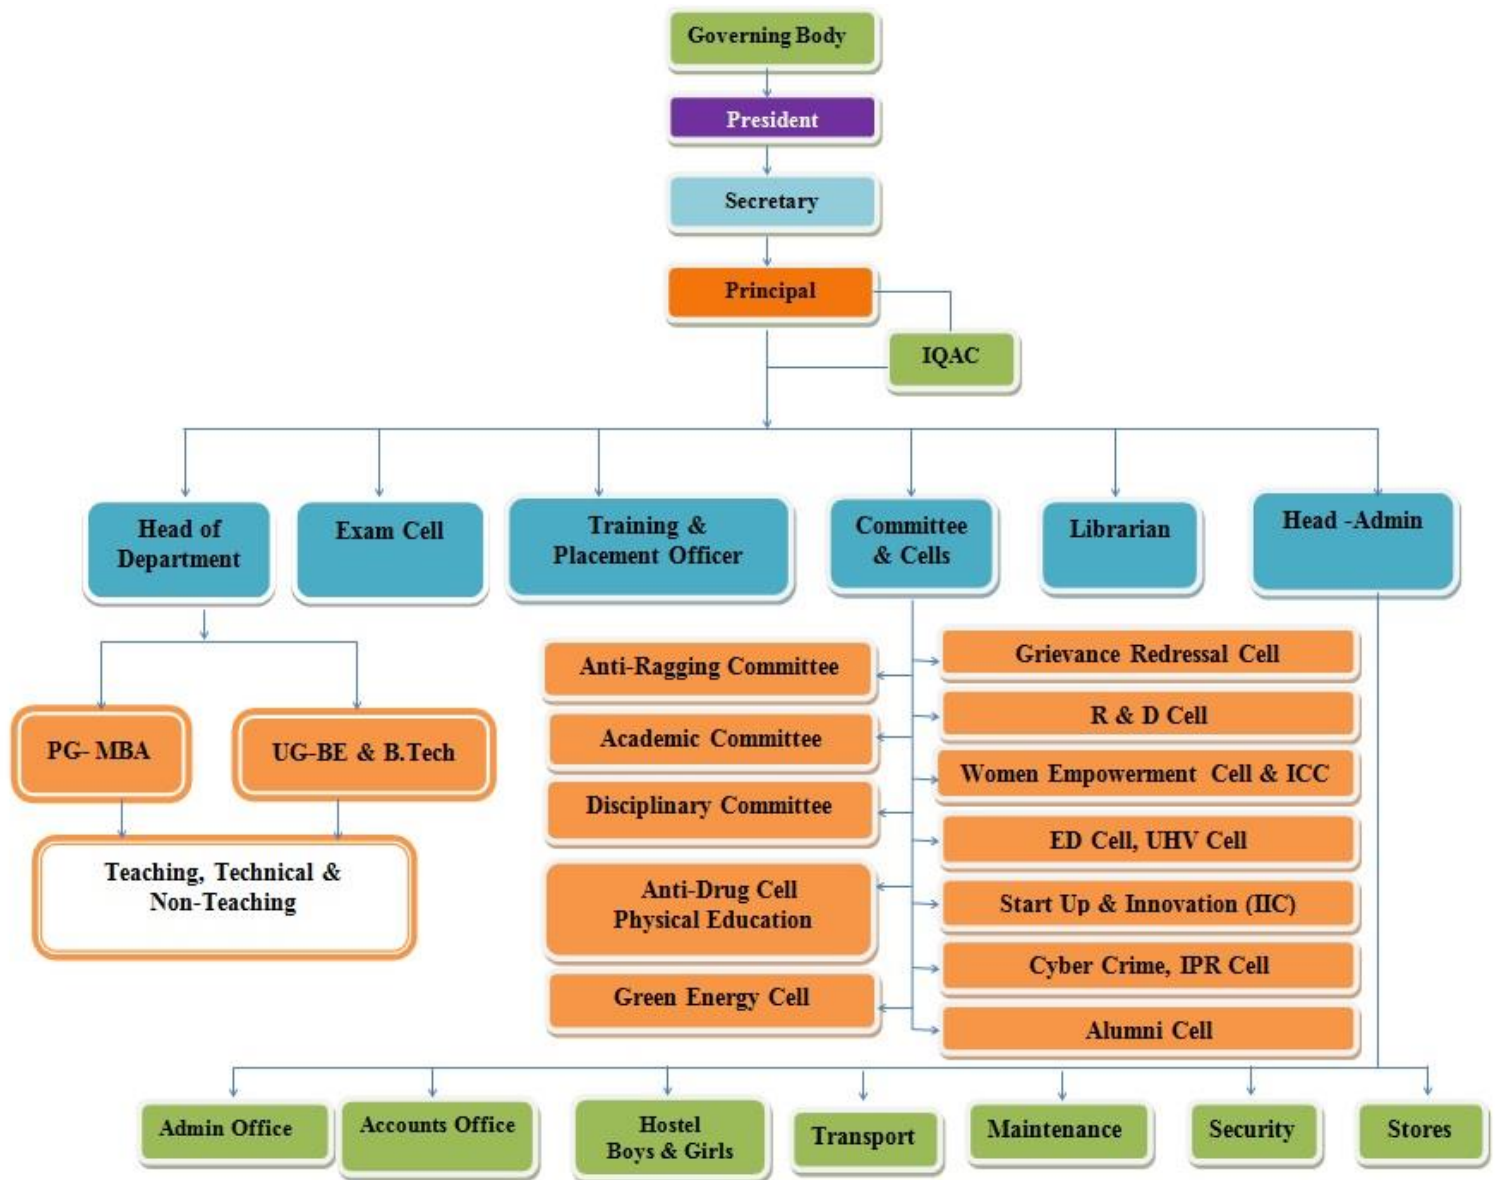 Governing Body
President
Secretary
Principal
IQAC
Head of
Department
Exam Cell
Training &
Placement Officer
Committee
& Cells
Librarian
Head -Admin
Anti-Ragging Committee
Academic Committee
Disciplinary Committee
Anti-Drug Cell
Physical Education
Green Energy Cell
Grievance Redressal Cell
R & D Cell
Women Empowerment Cell & ICC
ED Cell, UHV Cell
Start Up & Innovation (IIC)
Cyber Crime, IPR Cell
Alumni Cell
PG- MBA
UG-BE & B.Tech
Teaching, Technical &
Non-Teaching
Admin Office
Accounts Office
Hostel
Boys & Girls
Transport
Maintenance
Security
Stores